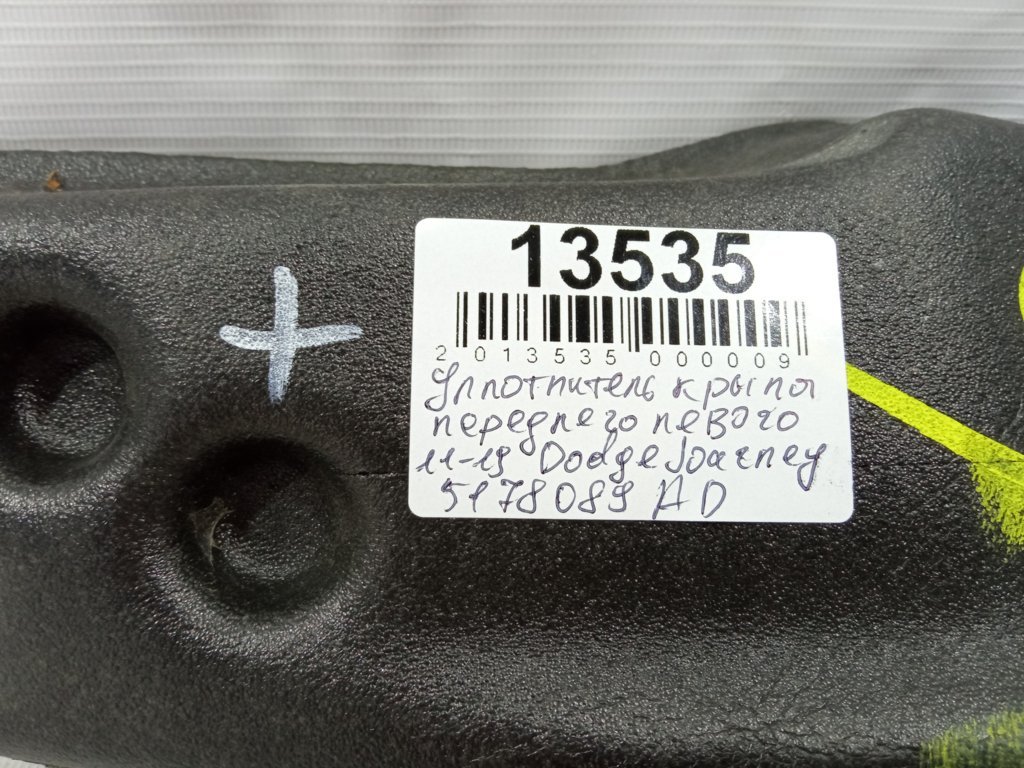 13535
2 013535 000009
Уплотнитель крыла
переднего левого
11-19 Dodge Journey
5178089 AD